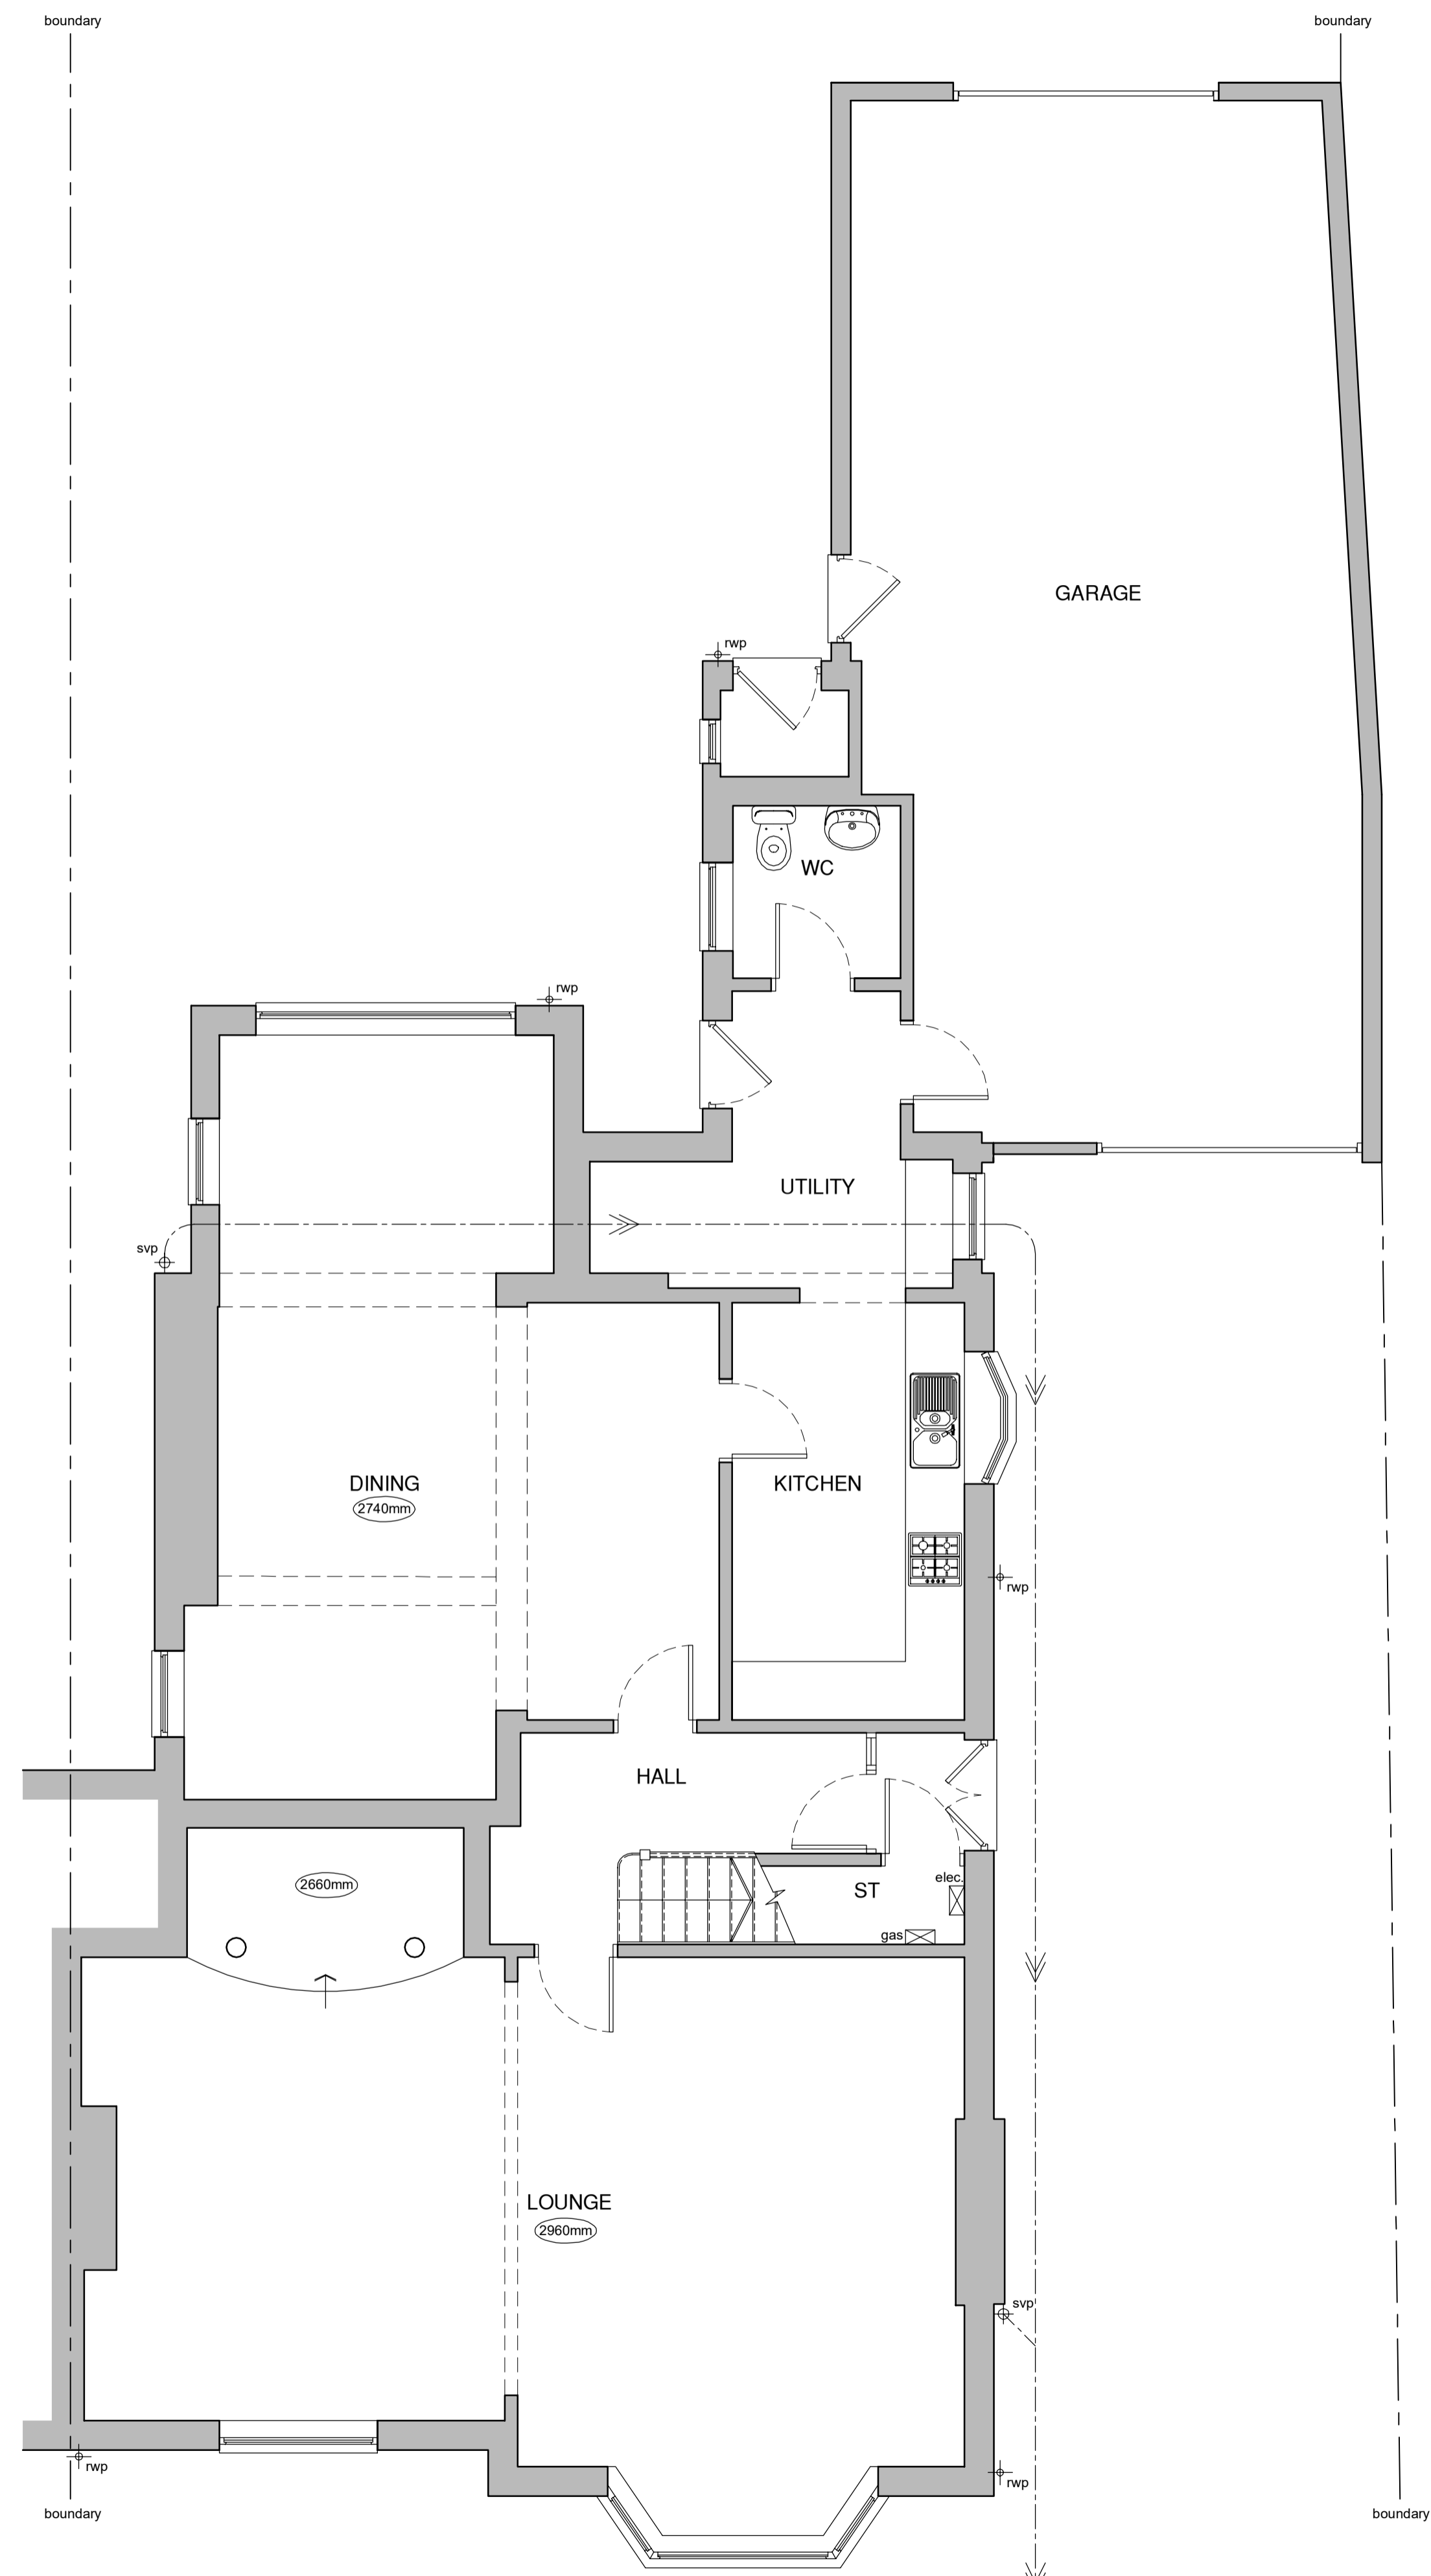 boundary
boundary
GARAGE
rwp
WC
rwp
UTILITY
svp
DINING
2740mm
KITCHEN
rwp
HALL
2660mm
ST
elec.
gas
LOUNGE
2960mm
svp
rwp
rwp
boundary
boundary